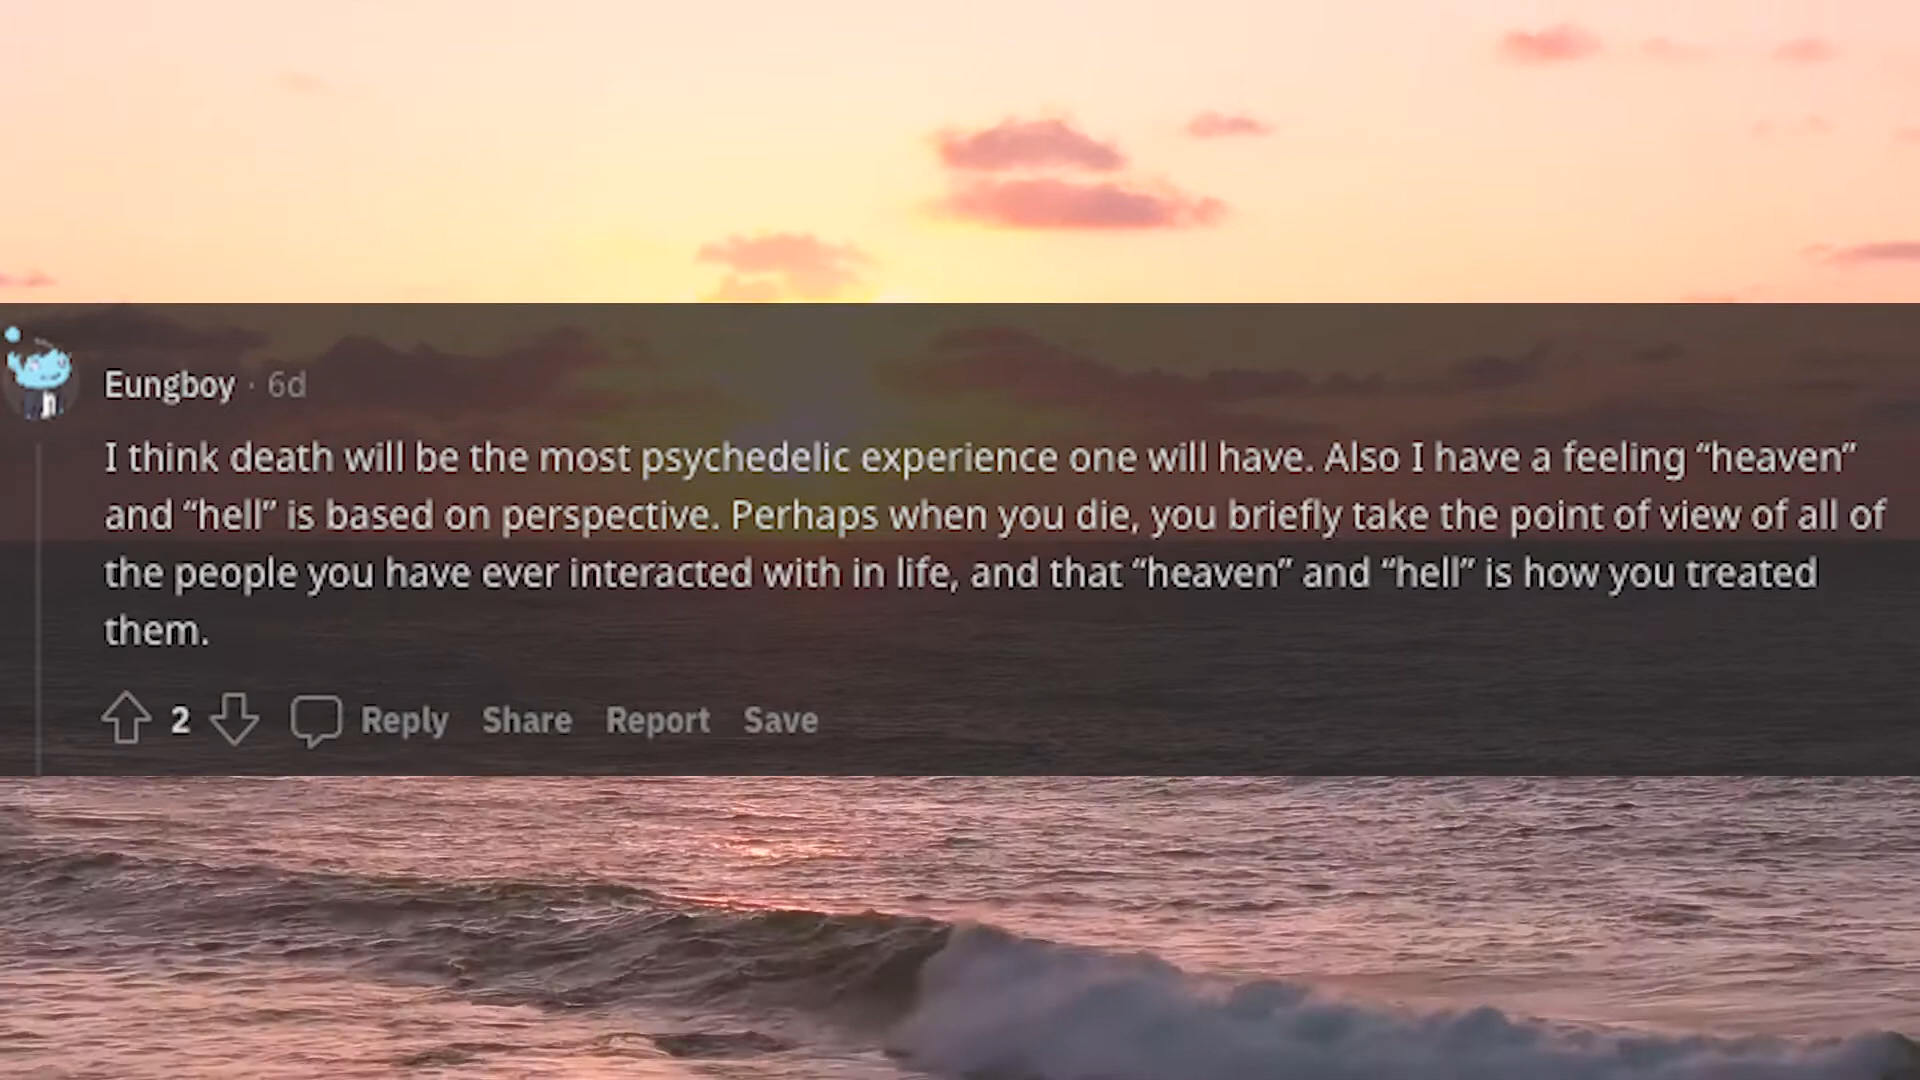 Eungboy · 6d
I think death will be the most psychedelic experience one will have. Also I have a feeling “heaven”
and “hell” is based on perspective. Perhaps when you die, you briefly take the point of view of all of
the people you have ever interacted with in life, and that “heaven” and “hell” is how you treated
them.
2 Reply Share Report Save